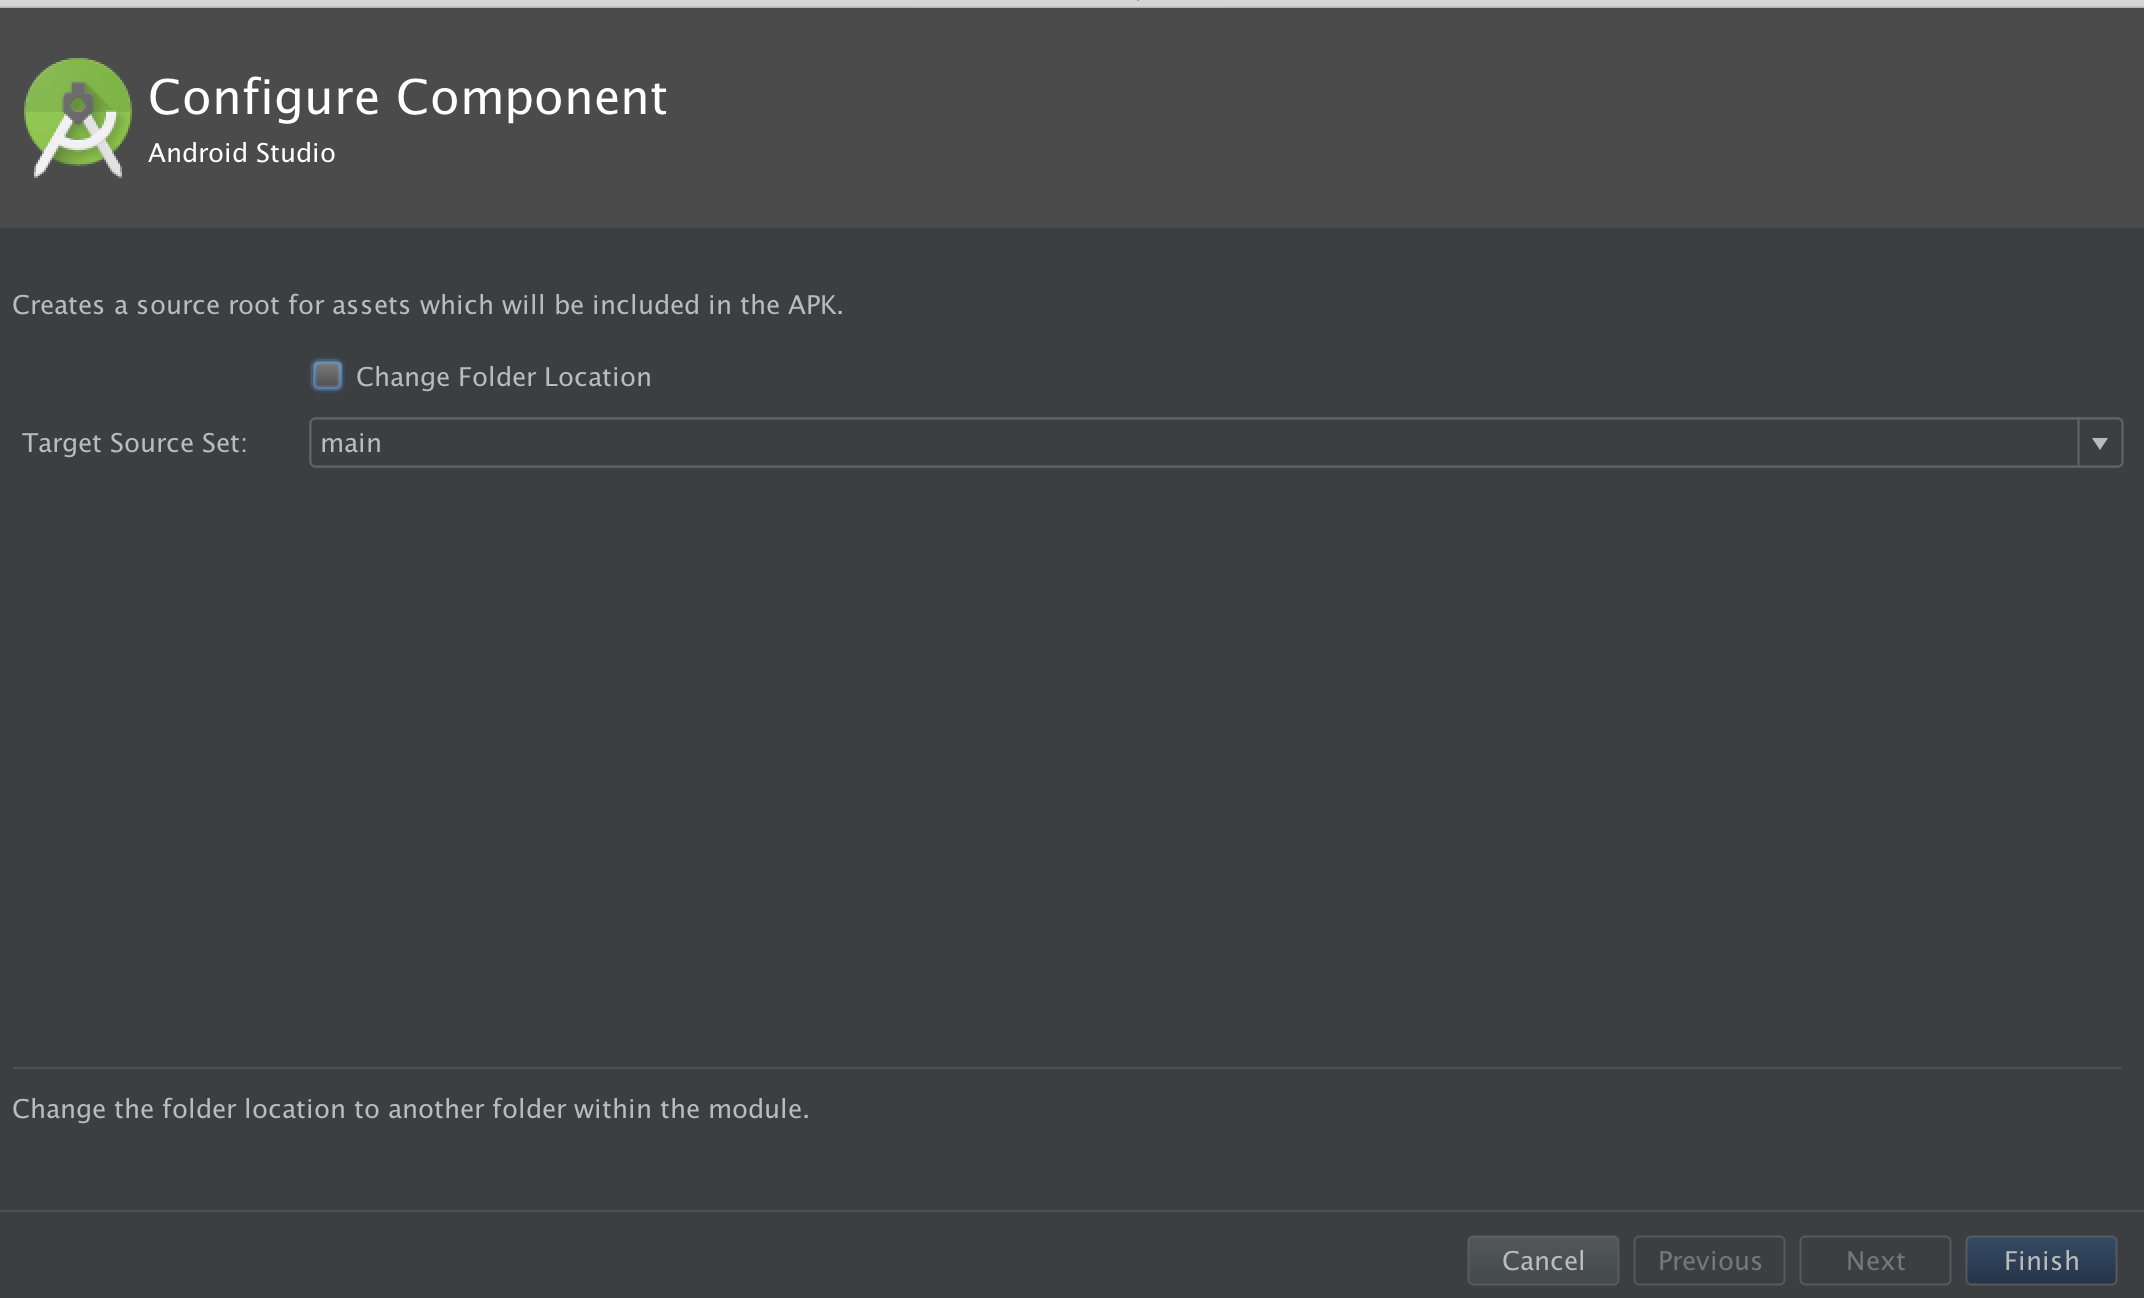 Configure Component
Android Studio
Creates a source root for assets which will be included in the APK.
Change Folder Location
Target Source Set: main
Change the folder location to another folder within the module.
Cancel Previous Next Finish